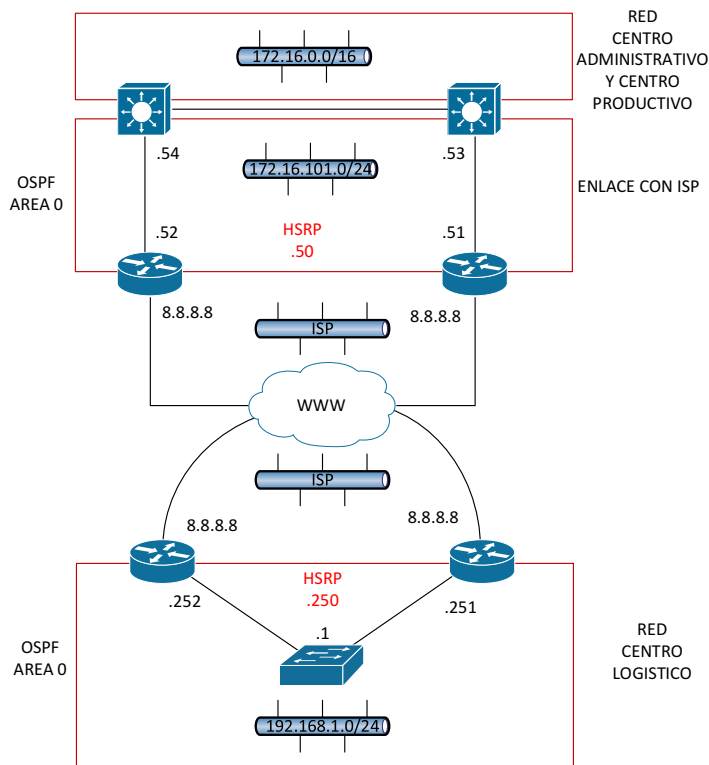 172.16.0.0/16
RED
CENTRO
ADMINISTRATIVO
Y CENTRO
PRODUCTIVO
.54
172.16.101.0/24
.53
OSPF
AREA 0
ENLACE CON ISP
.52
HSRP
.50
.51
8.8.8.8
ISP
8.8.8.8
WWW
ISP
8.8.8.8
8.8.8.8
HSRP
.250
.252
.251
.1
OSPF
AREA 0
RED
CENTRO
LOGISTICO
192.168.1.0/24